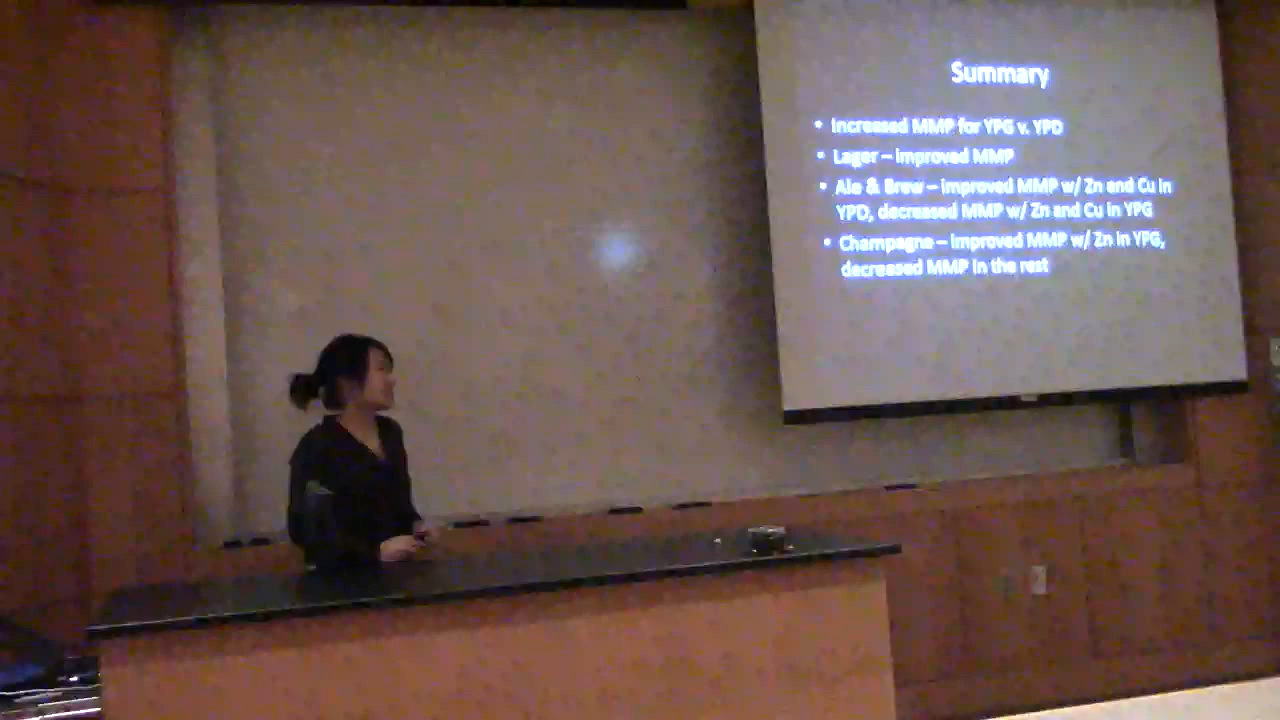 Summary
• Increased MMP for YPG v. YPD
• Lager – improved MMP
• Ale & Brew – improved MMP w/ Zn and Cu in
YPD, decreased MMP w/ Zn and Cu in YPG
• Champagne – improved MMP w/ Zn in YPG,
decreased MMP in the rest